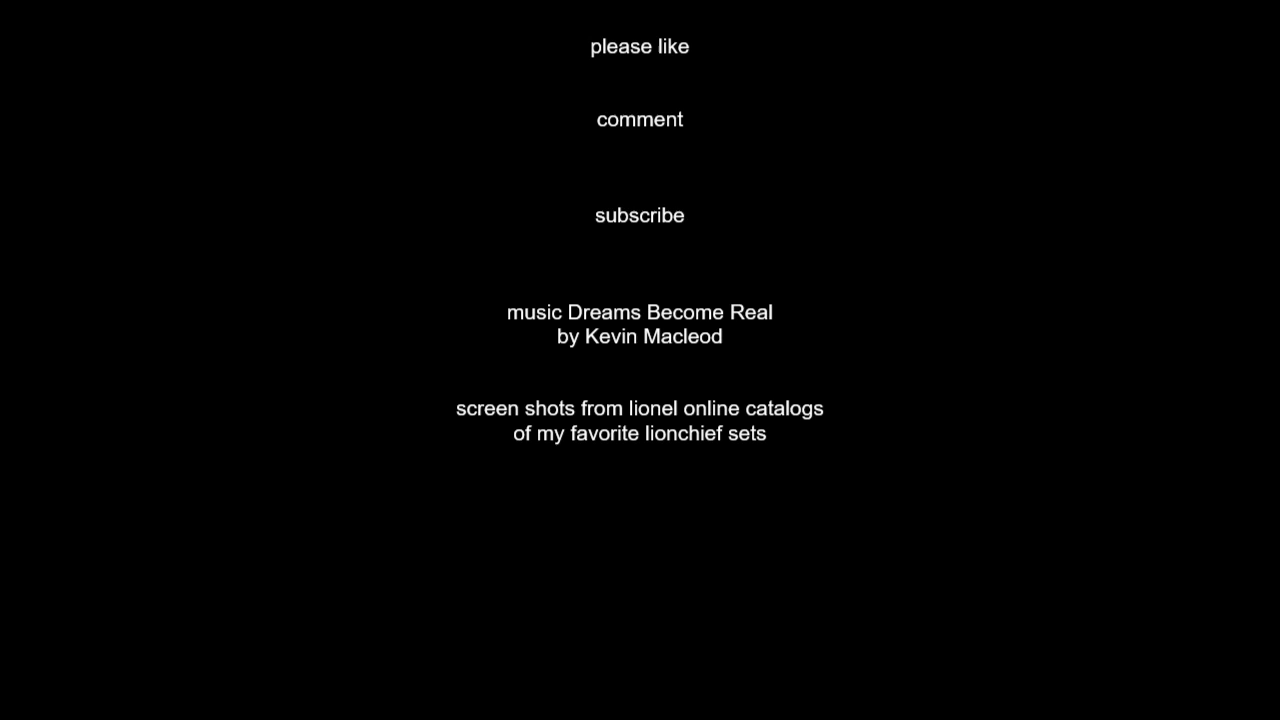 please like
comment
subscribe
music Dreams Become Real
by Kevin Macleod
screen shots from lionel online catalogs
of my favorite lionchief sets